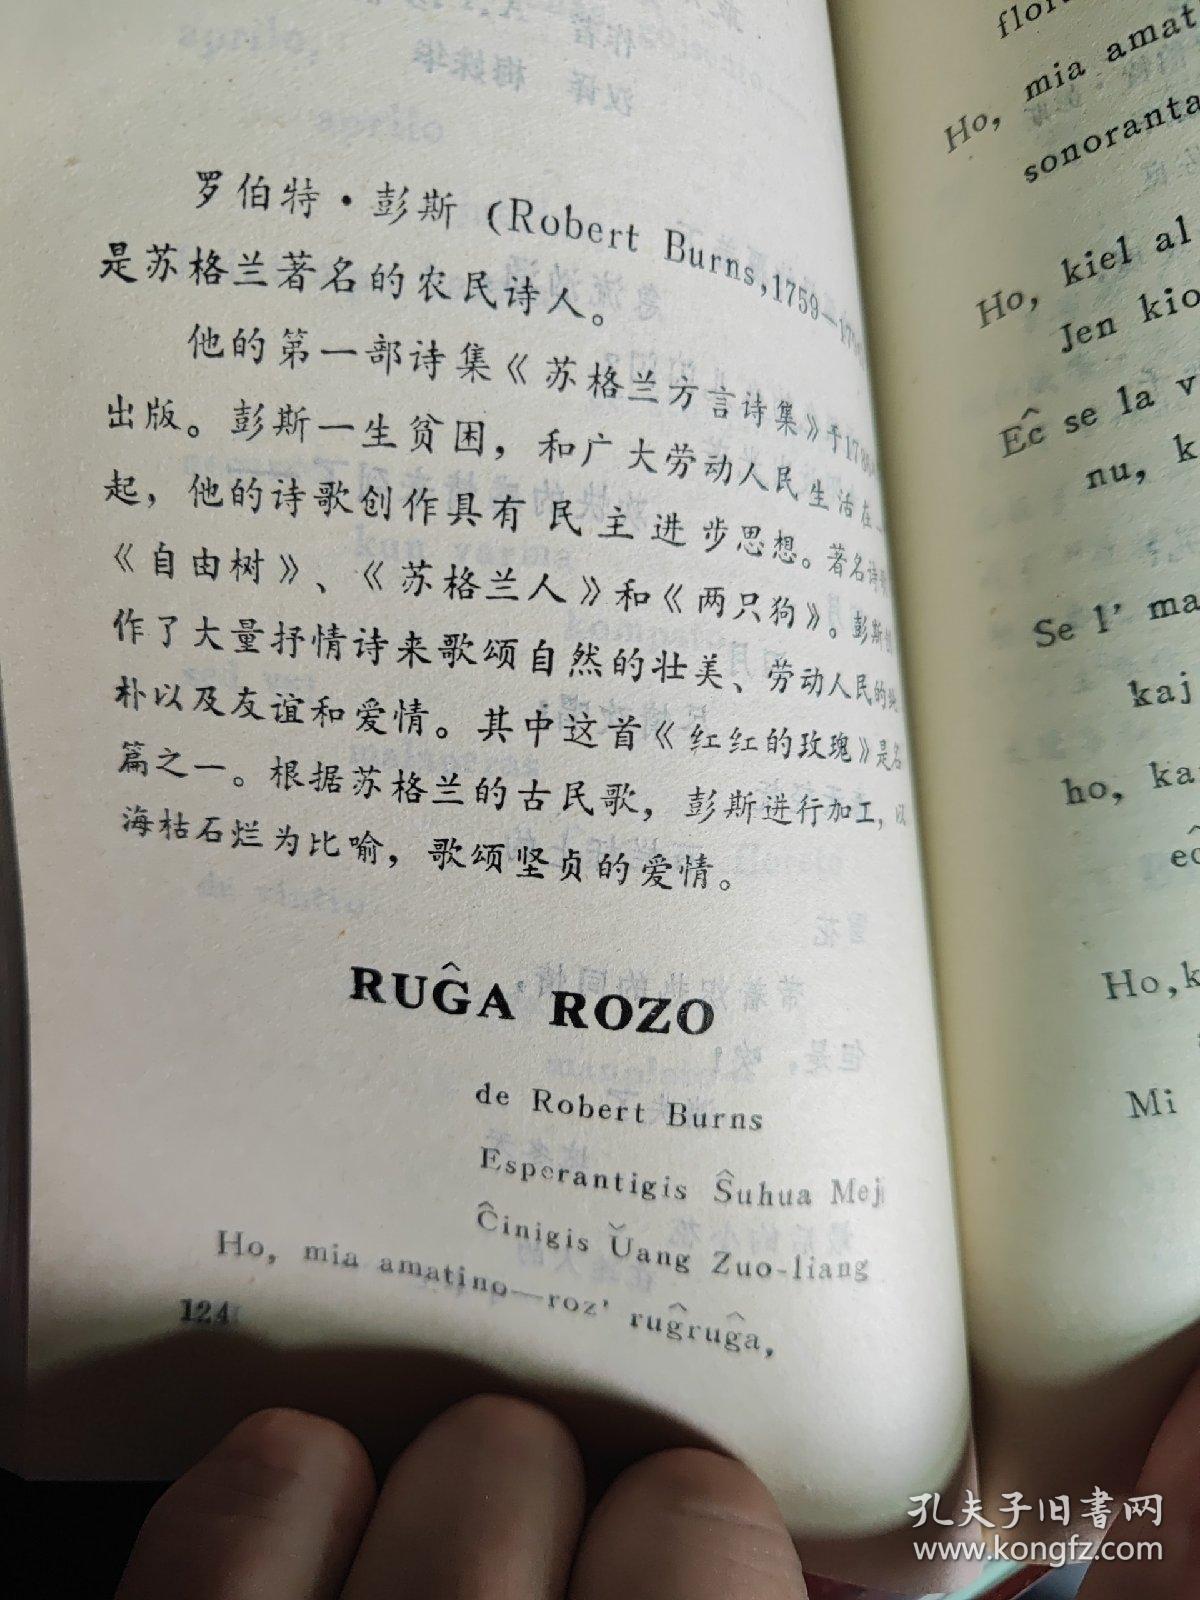 罗伯特·彭斯 (Robert Burns, 1759—
是苏格兰著名的农民诗人。
他的第一部诗集《苏格兰方言诗集》于1786
出版。彭斯一生贫困，和广大劳动人民生活在一
起，他的诗歌创作具有民主进步思想。著名诗
《自由树》、《苏格兰人》和《两只狗》。彭斯
作了大量抒情诗来歌颂自然的壮美、劳动人民的纯
朴以及友谊和爱情。其中这首《红红的玫瑰》是名
篇之一。根据苏格兰的古民歌，彭斯进行加工，以
海枯石烂为比喻，歌颂坚贞的爱情。
RUĜA ROZO
de Robert Burns
Esperantigis Ŝuhua Mej
Ĉinigis Ŭang Zuo-liang
Ho, mia amatino—roz' ruĝruĝa,
124
Ho, mia amat
sonoranta
Ho, kiel al
Jen kio
Eĉ se la v
nu, k
Se l' ma
kaj
ho, ka
Ho, k
Mi
孔夫子旧书网
www.kongfz.com